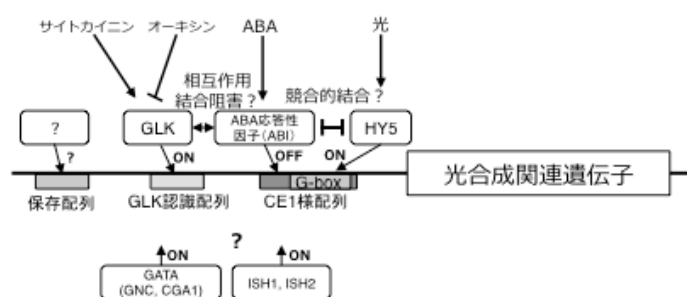 サイトカイニン オーキシン ABA 光
相互作用
結合阻害？ 競合的結合？
? GLK ABA応答性
因子(ABI) HY5
? ON OFF ON
G-box 光合成関連遺伝子
保存配列 GLK認識配列 CE1様配列
?
ON ON
GATA
(GNC, CGA1) ISH1, ISH2